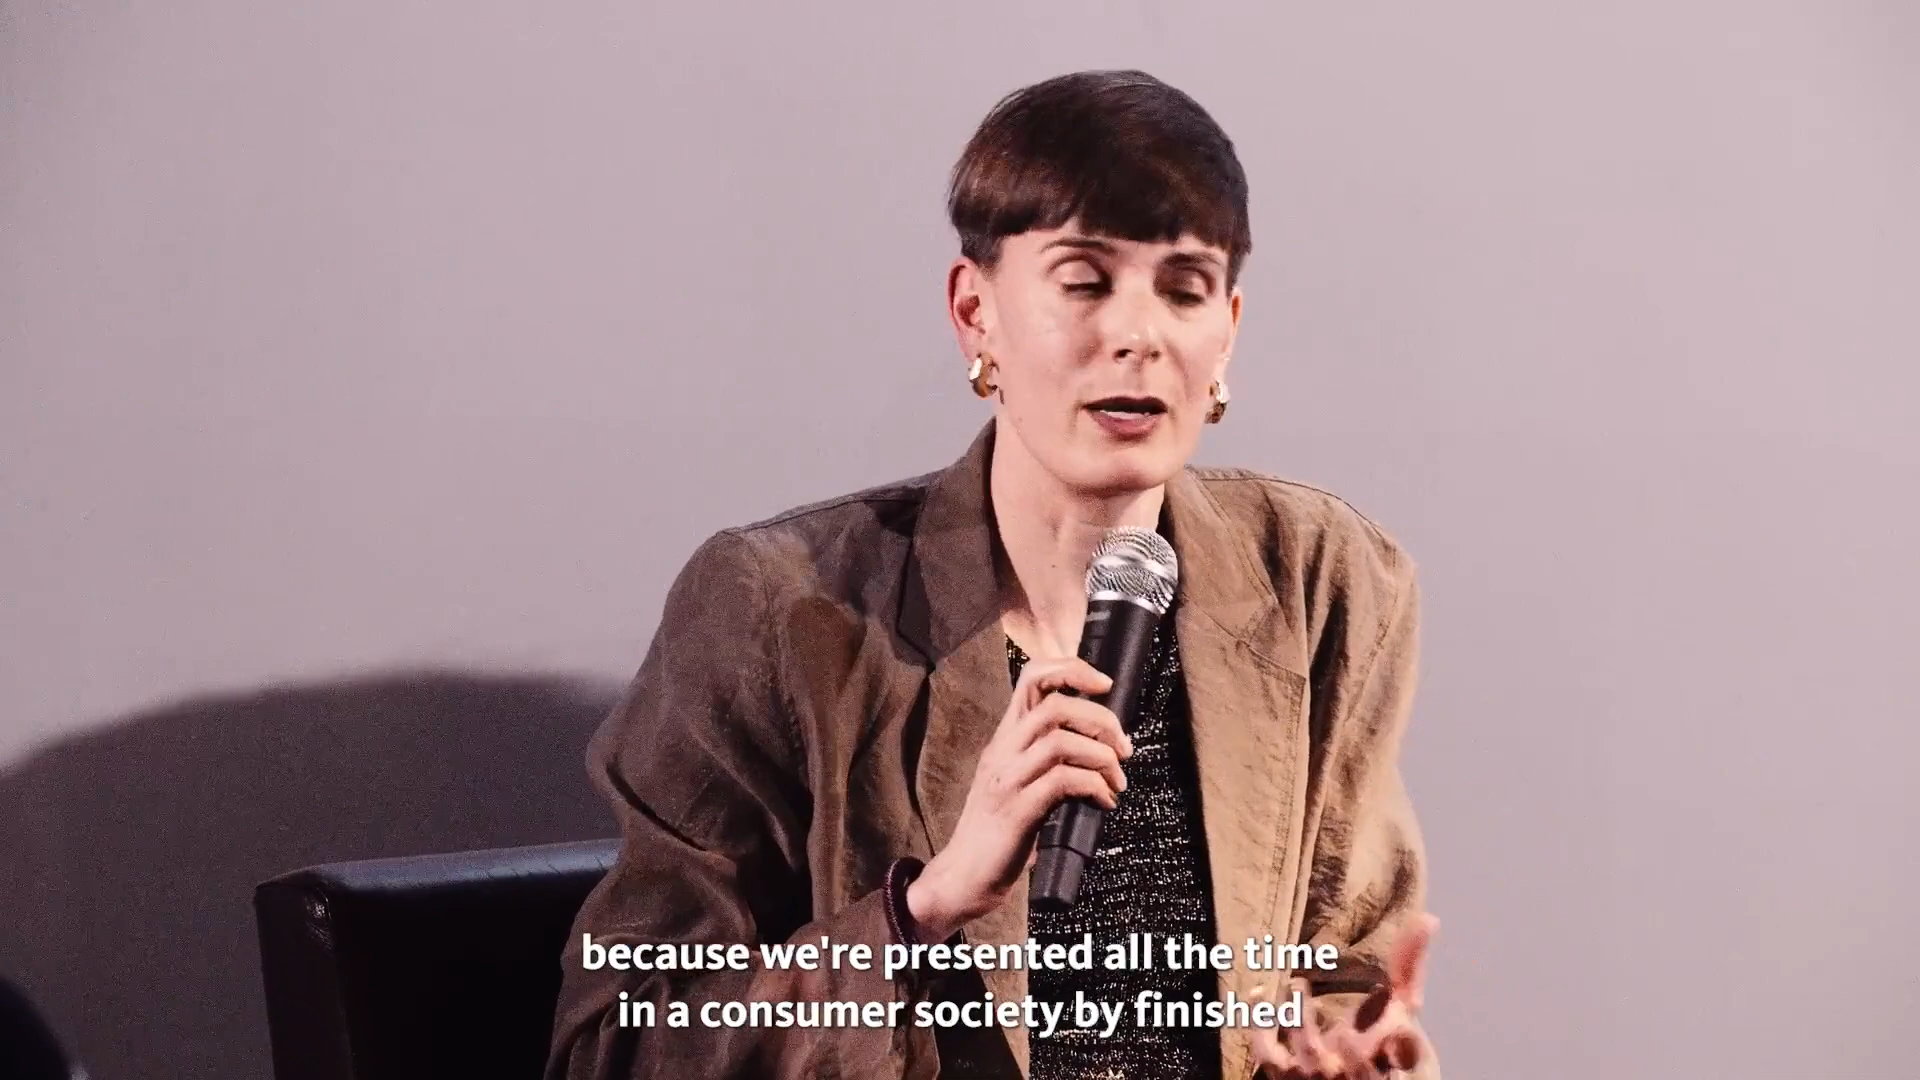 because we're presented all the time
in a consumer society by finished